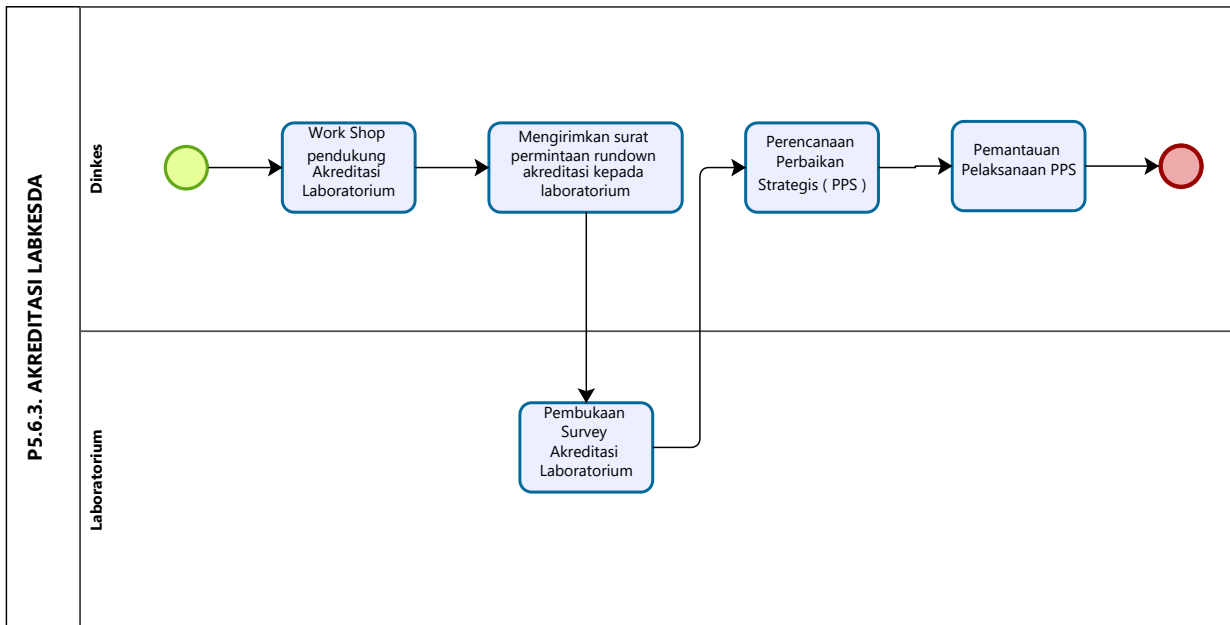 P5.6.3. AKREDITASI LABKESDA
Dinkes
Work Shop
pendukung
Akreditasi
Laboratorium
Mengirimkan surat
permintaan rundown
akreditasi kepada
laboratorium
Perencanaan
Perbaikan
Strategis ( PPS )
Pemantauan
Pelaksanaan PPS
Laboratorium
Pembukaan
Survey
Akreditasi
Laboratorium